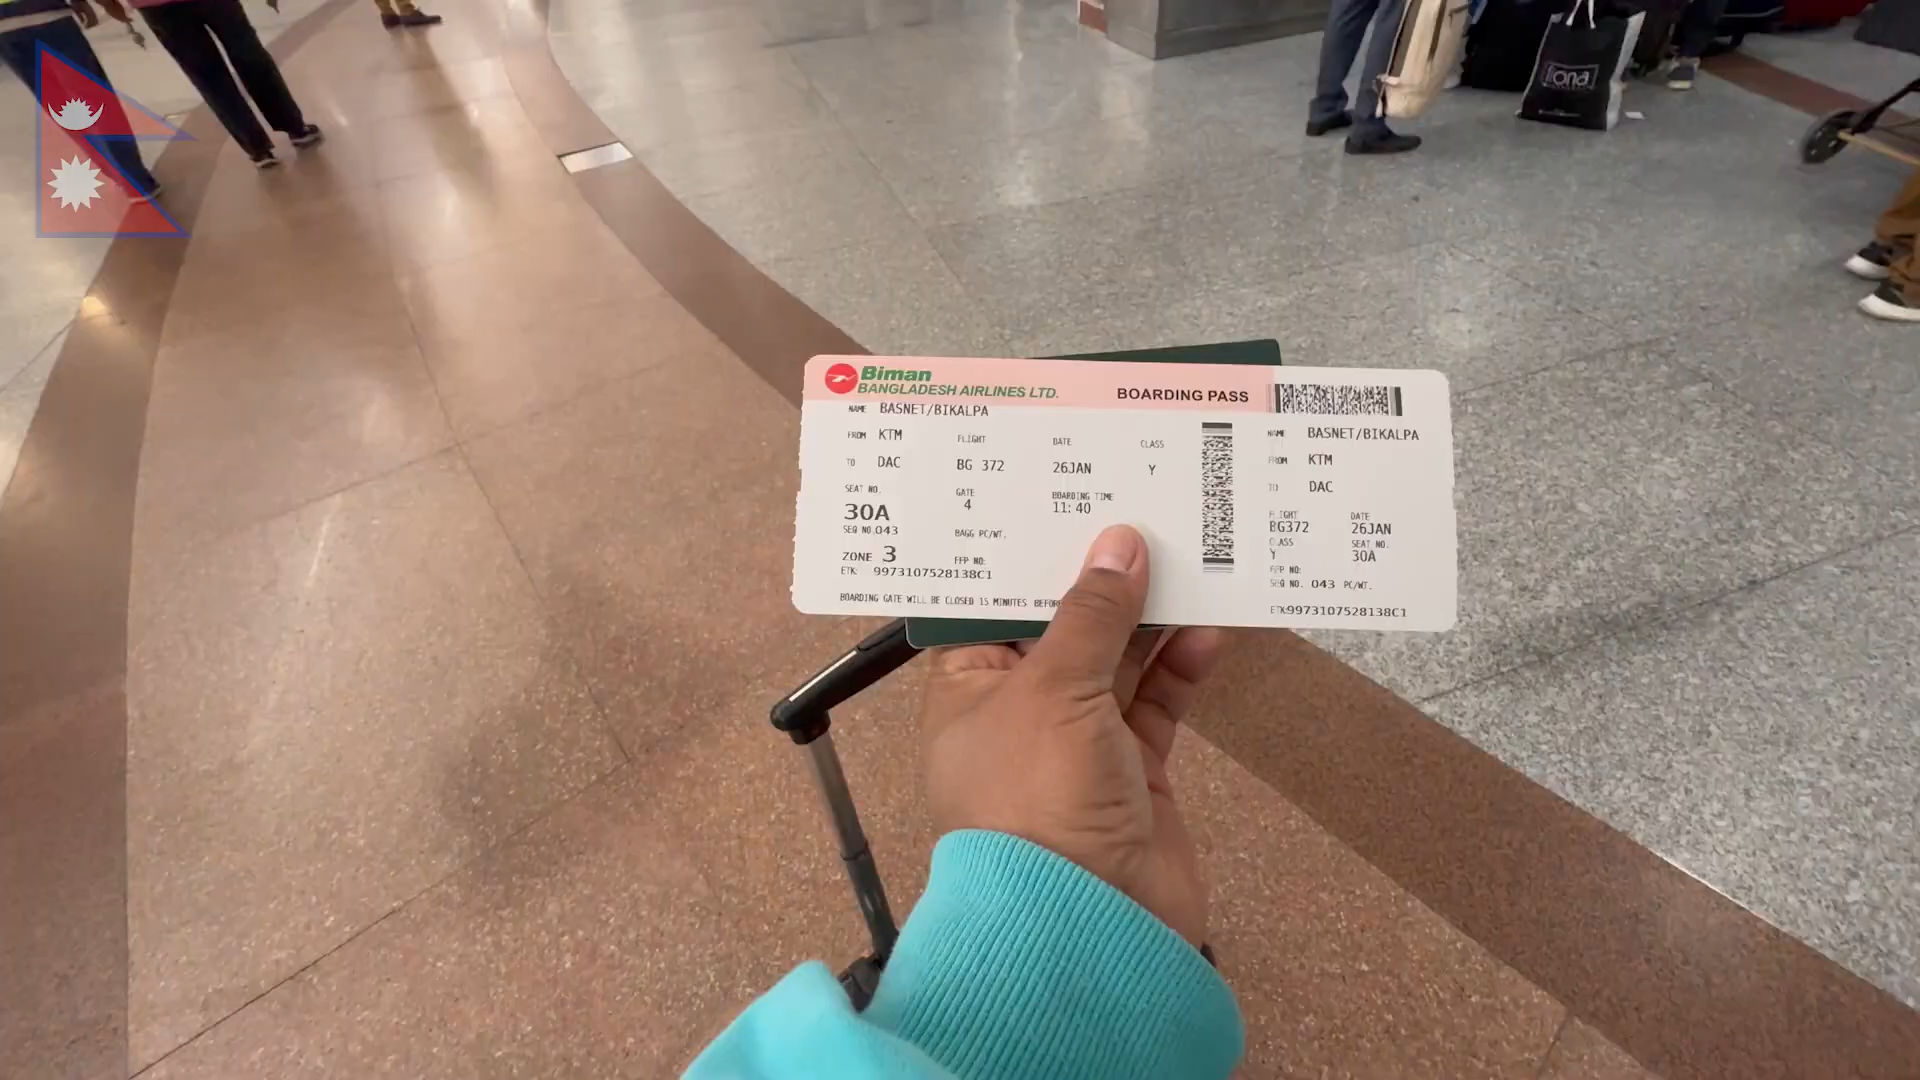 iona
Biman
BANGLADESH AIRLINES LTD.
BOARDING PASS
NAME BASNET/BIKALPA
FROM KTM
FLIGHT
DATE
CLASS
TO DAC
BG 372
26JAN
Y
SEAT NO.
GATE
BOARDING TIME
30A
4
11:40
SEQ NO.043
BAGG PC/WT.
ZONE 3
FFP NO:
ETK: 9973107528138C1
BOARDING GATE WILL BE CLOSED 15 MINUTES BEFORE
NAME BASNET/BIKALPA
FROM KTM
TO DAC
FLIGHT DATE
BG372 26JAN
CLASS SEAT NO.
Y 30A
FFP NO:
SEQ NO. 043 PC/WT.
ETK:9973107528138C1